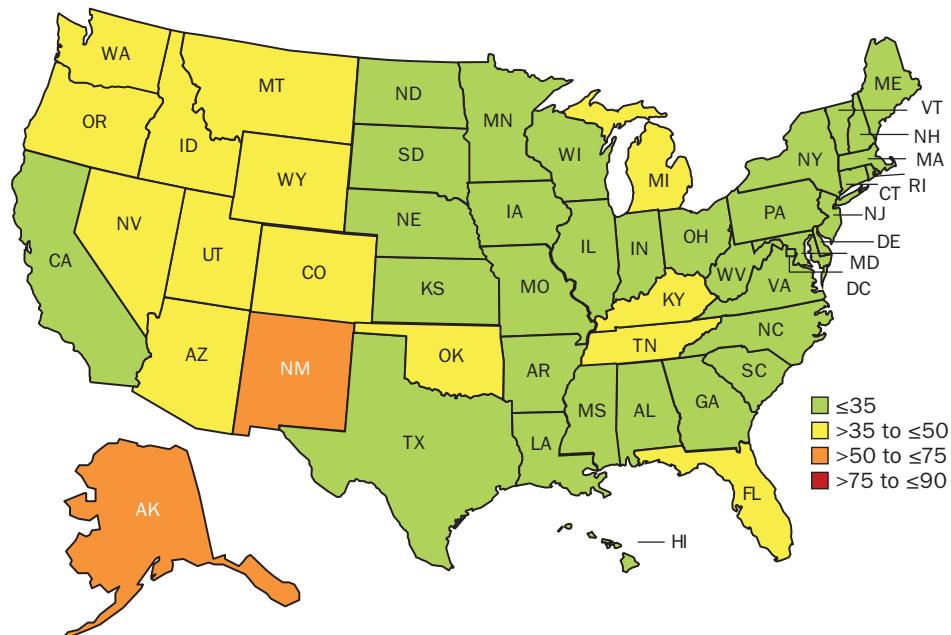 WA
MT
ND
MN
ME
VT
OR
ID
SD
WI
NY
NH
MA
WY
MI
CT
RI
NV
NE
IA
PA
NJ
CA
UT
CO
IL
IN
OH
DE
MD
KS
MO
WV
VA
DC
KY
AZ
NM
OK
TN
NC
AR
SC
TX
LA
MS
AL
GA
≤35
>35 to ≤50
>50 to ≤75
>75 to ≤90
FL
AK
HI